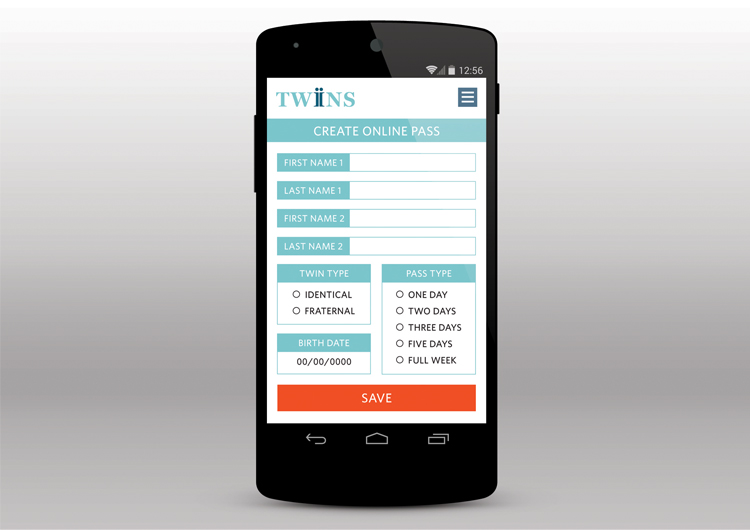 12:56
TWiiNS
CREATE ONLINE PASS
FIRST NAME 1
LAST NAME 1
FIRST NAME 2
LAST NAME 2
TWIN TYPE
IDENTICAL
FRATERNAL
BIRTH DATE
00/00/0000
PASS TYPE
ONE DAY
TWO DAYS
THREE DAYS
FIVE DAYS
FULL WEEK
SAVE